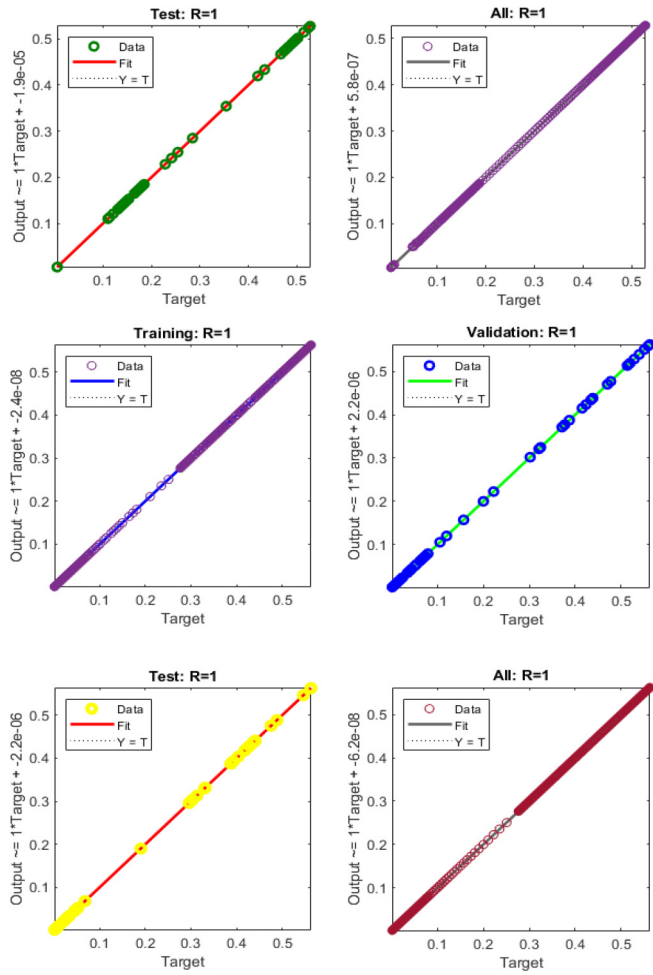 Test: R=1
Output ~= 1*Target + -1.9e-05
0.5
0.4
0.3
0.2
0.1
Data
Fit
Y = T
0.1 0.2 0.3 0.4 0.5
Target
All: R=1
Output ~= 1*Target + 5.8e-07
0.5
0.4
0.3
0.2
0.1
Data
Fit
Y = T
0.1 0.2 0.3 0.4 0.5
Target
Training: R=1
Output ~= 1*Target + -2.4e-08
0.5
0.4
0.3
0.2
0.1
Data
Fit
Y = T
0.1 0.2 0.3 0.4 0.5
Target
Validation: R=1
Output ~= 1*Target + 2.2e-06
0.5
0.4
0.3
0.2
0.1
Data
Fit
Y = T
0.1 0.2 0.3 0.4 0.5
Target
Test: R=1
Output ~= 1*Target + -2.2e-06
0.5
0.4
0.3
0.2
0.1
Data
Fit
Y = T
0.1 0.2 0.3 0.4 0.5
Target
All: R=1
Output ~= 1*Target + -6.2e-08
0.5
0.4
0.3
0.2
0.1
Data
Fit
Y = T
0.1 0.2 0.3 0.4 0.5
Target